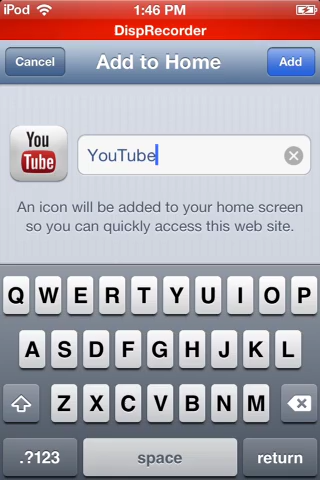 iPod 1:46 PM
DispRecorder
Cancel Add to Home Add
You
Tube
YouTube
An icon will be added to your home screen
so you can quickly access this web site.
Q W E R T Y U I O P
A S D F G H J K L
Z X C V B N M
.?123 space return